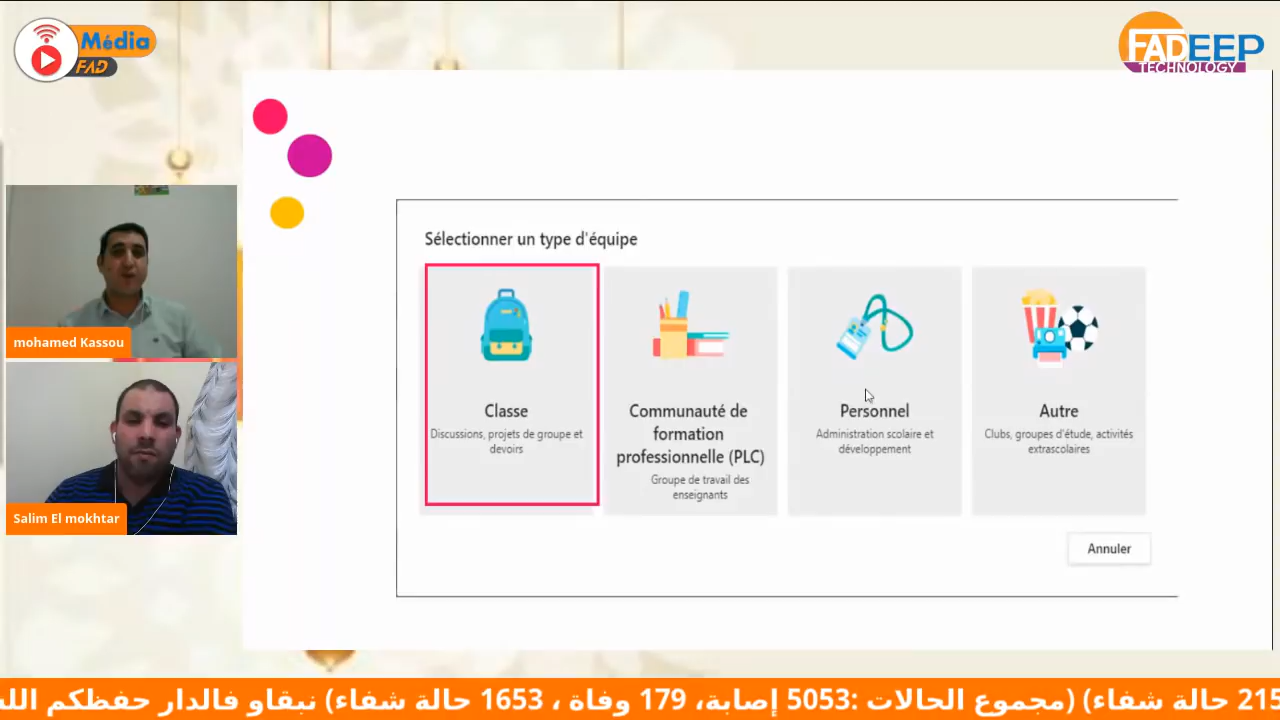 Média
FAD
FADEEP
TECHNOLOGY
Sélectionner un type d'équipe
Classe
Discussions, projets de groupe et
devoirs
Communauté de
formation
professionnelle (PLC)
Groupe de travail des
enseignants
Personnel
Administration scolaire et
développement
Autre
Clubs, groupes d'étude, activités
extrascolaires
Annuler
mohamed Kassou
Salim El mokhtar
215 حالة شفاء) (مجموع الحالات :5053 إصابة، 179 وفاة ، 1653 حالة شفاء) نبقاو فالدار حفظكم